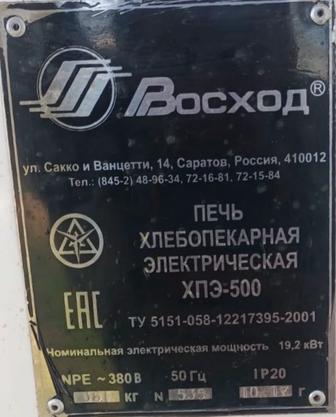 Восход®
ул. Сакко и Ванцетти, 14, Саратов, Россия, 410012
Тел.: (845-2) 48-96-34, 72-16-81, 72-15-84
ПЕЧЬ
ХЛЕБОПЕКАРНАЯ
ЭЛЕКТРИЧЕСКАЯ
ХПЭ-500
EAC
ТУ 5151-058-12217395-2001
Номинальная электрическая мощность 19,2 кВт
NPE ~ 380 В 50 Гц IP20
КГ N 535 Г